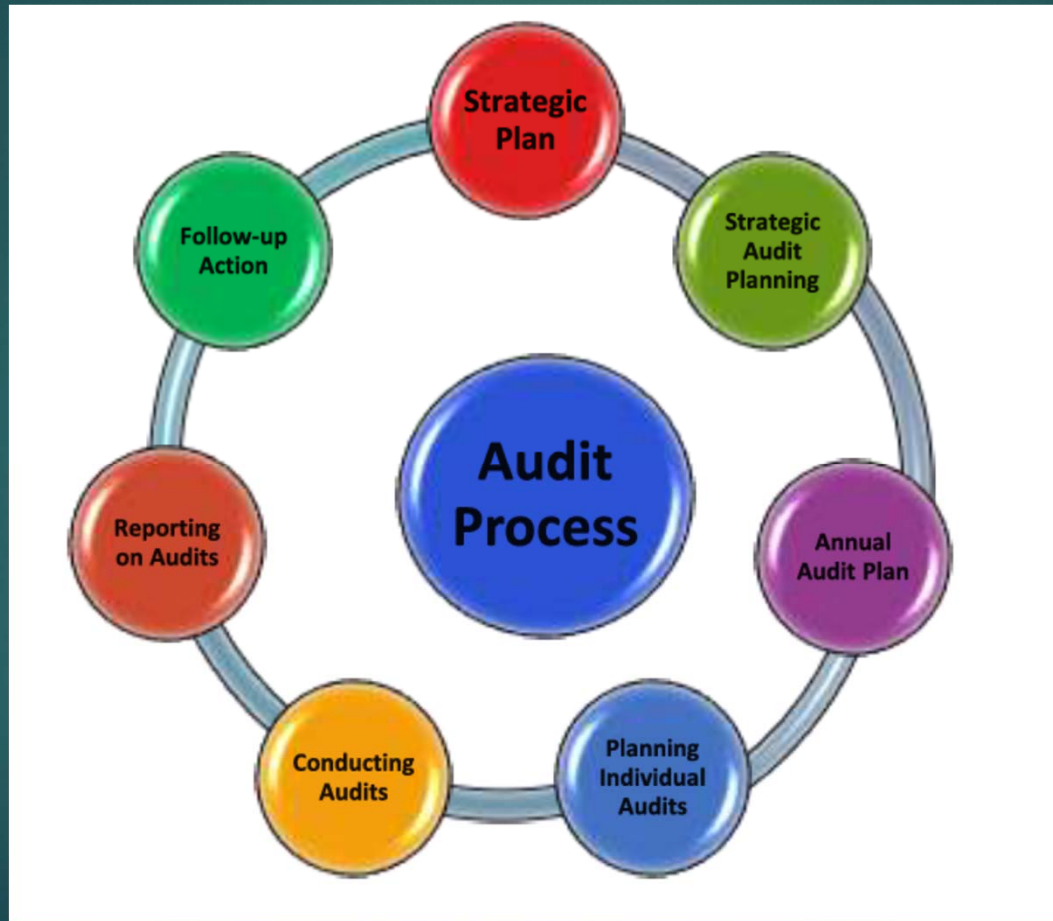 Strategic
Plan
Strategic
Audit
Planning
Annual
Audit Plan
Planning
Individual
Audits
Conducting
Audits
Reporting
on Audits
Follow-up
Action
Audit
Process